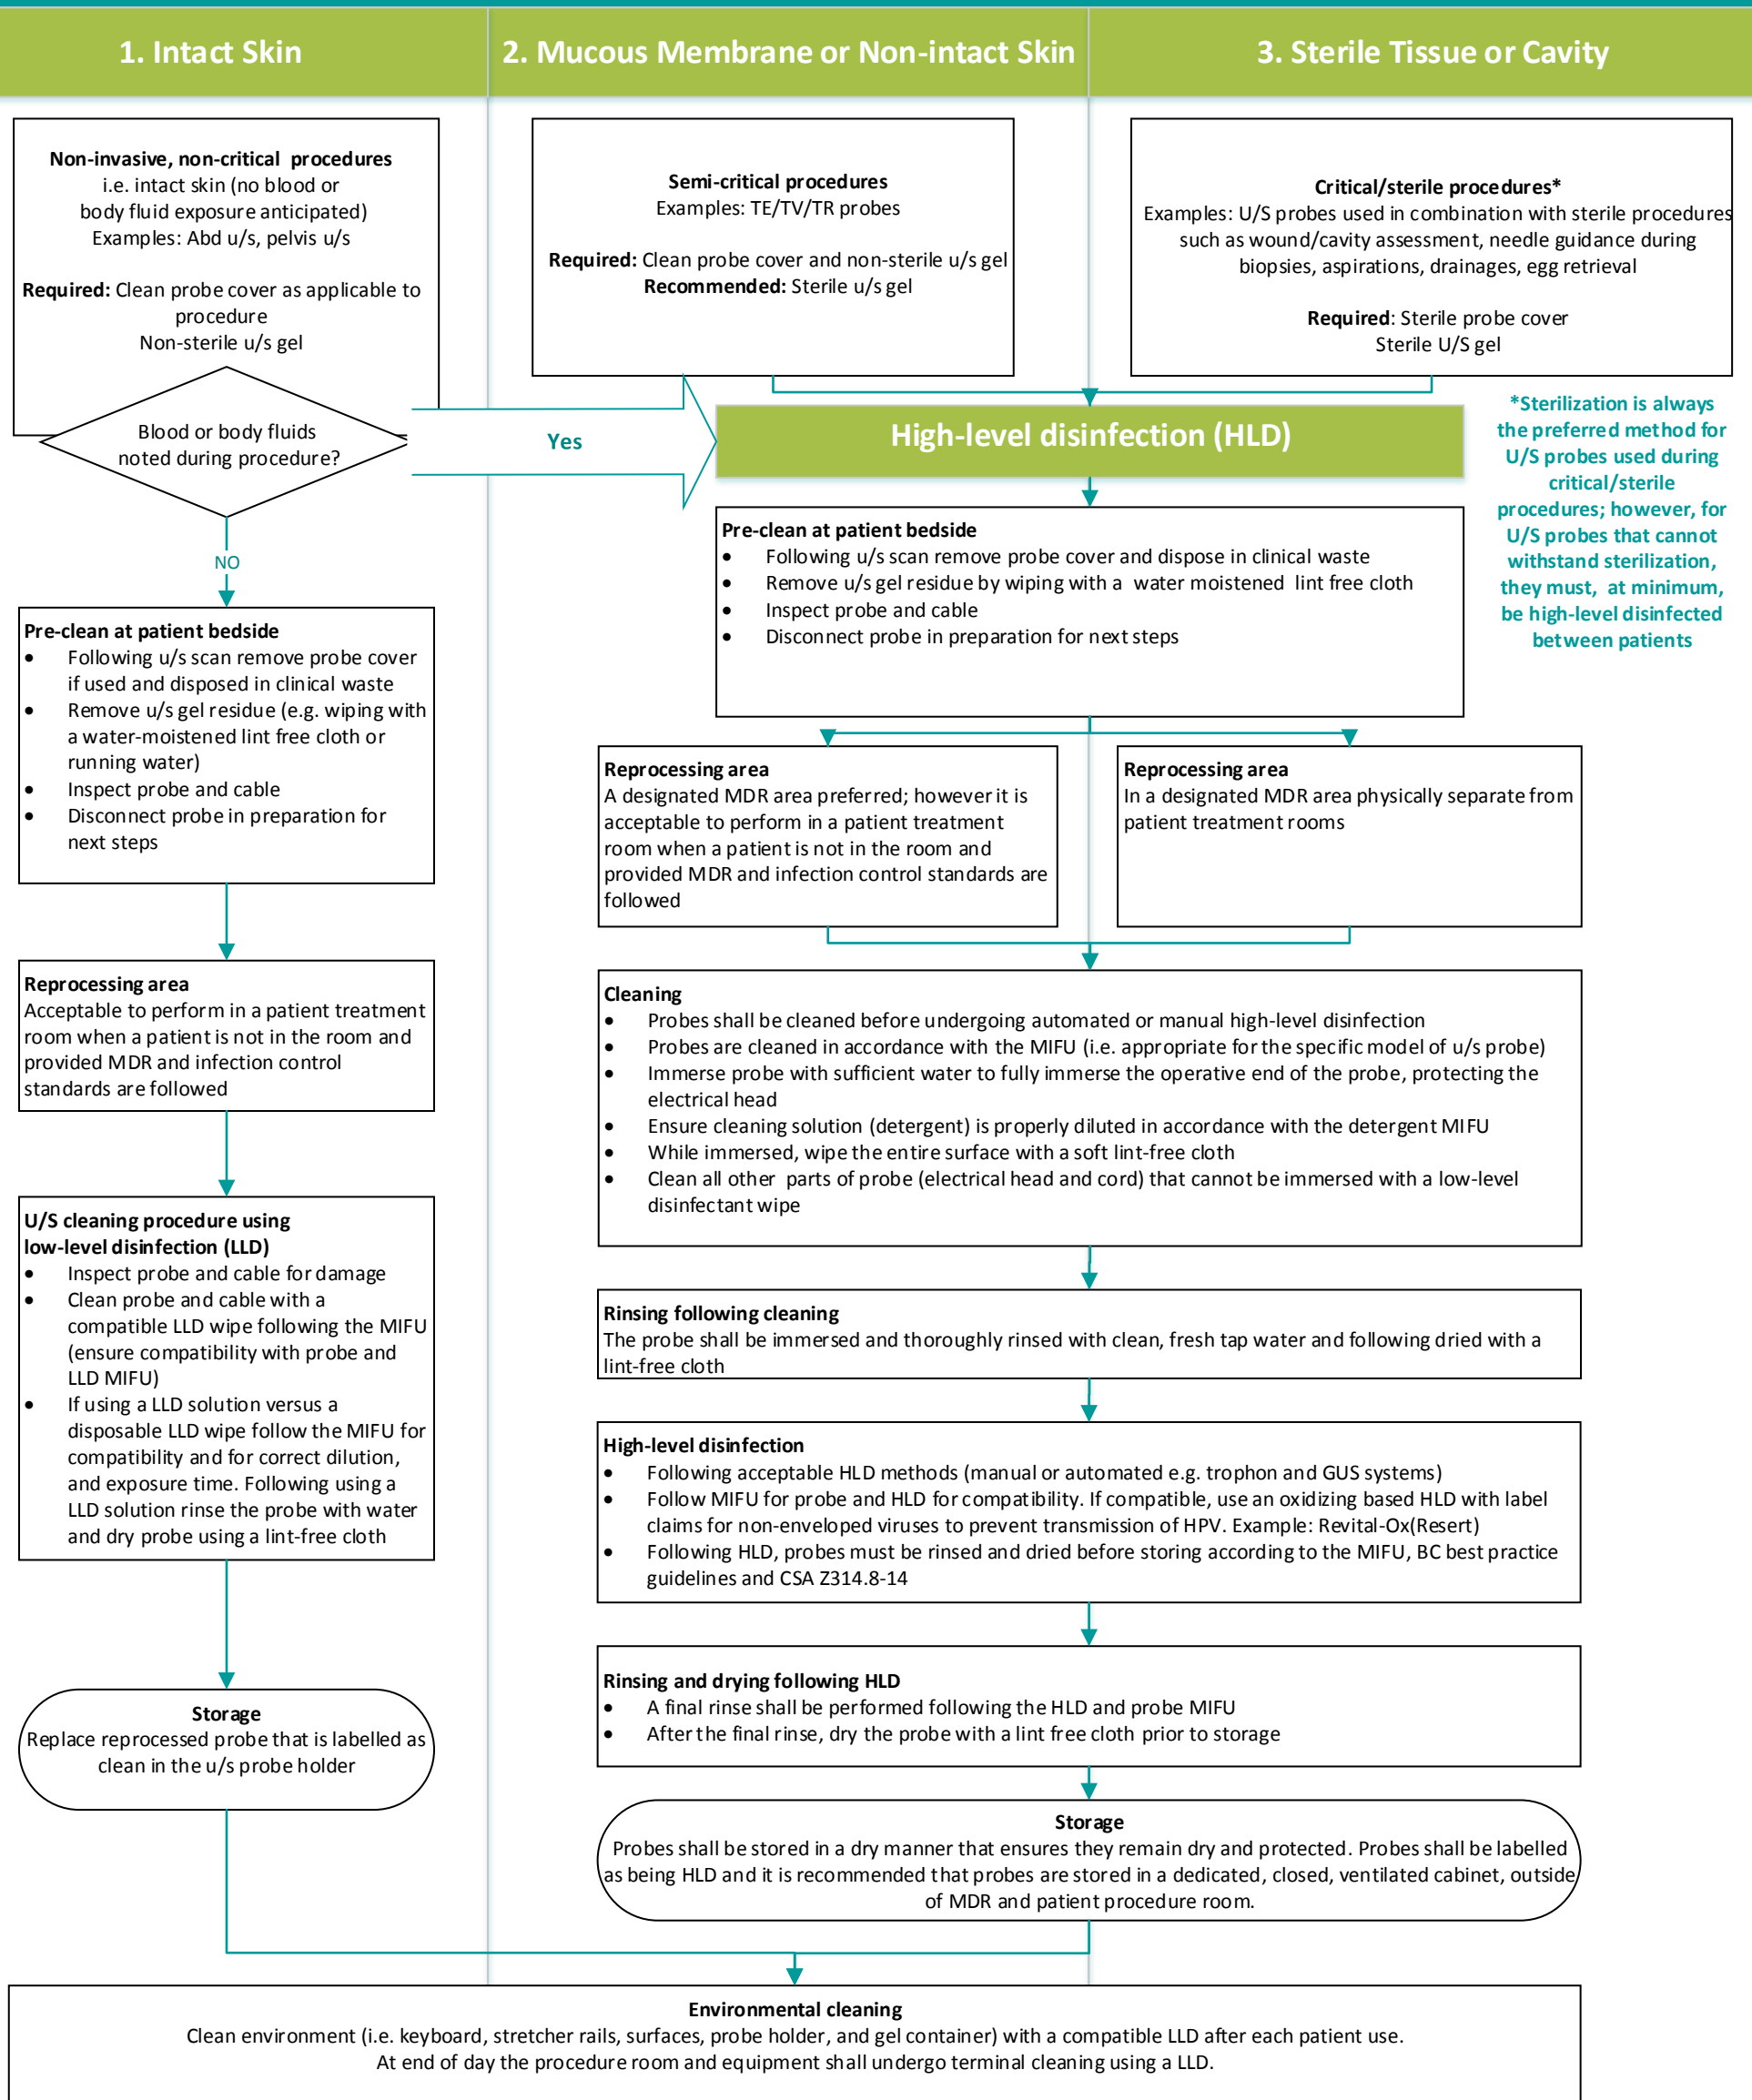 1. Intact Skin
2. Mucous Membrane or Non-intact Skin
3. Sterile Tissue or Cavity
Non-invasive, non-critical procedures
i.e. intact skin (no blood or
body fluid exposure anticipated)
Examples: Abd u/s, pelvis u/s
Required: Clean probe cover as applicable to
procedure
Non-sterile u/s gel
Semi-critical procedures
Examples: TE/TV/TR probes
Required: Clean probe cover and non-sterile u/s gel
Recommended: Sterile u/s gel
Critical/sterile procedures*
Examples: U/S probes used in combination with sterile procedures
such as wound/cavity assessment, needle guidance during
biopsies, aspirations, drainages, egg retrieval
Required: Sterile probe cover
Sterile U/S gel
Blood or body fluids
noted during procedure?
Yes
High-level disinfection (HLD)
*Sterilization is always
the preferred method for
U/S probes used during
critical/sterile
procedures; however, for
U/S probes that cannot
withstand sterilization,
they must, at minimum,
be high-level disinfected
between patients
NO
Pre-clean at patient bedside
• Following u/s scan remove probe cover and dispose in clinical waste
• Remove u/s gel residue by wiping with a water moistened lint free cloth
• Inspect probe and cable
• Disconnect probe in preparation for next steps
Pre-clean at patient bedside
• Following u/s scan remove probe cover
if used and disposed in clinical waste
• Remove u/s gel residue (e.g. wiping with
a water-moistened lint free cloth or
running water)
• Inspect probe and cable
• Disconnect probe in preparation for
next steps
Reprocessing area
A designated MDR area preferred; however it is
acceptable to perform in a patient treatment
room when a patient is not in the room and
provided MDR and infection control standards are
followed
Reprocessing area
In a designated MDR area physically separate from
patient treatment rooms
Reprocessing area
Acceptable to perform in a patient treatment
room when a patient is not in the room and
provided MDR and infection control
standards are followed
Cleaning
• Probes shall be cleaned before undergoing automated or manual high-level disinfection
• Probes are cleaned in accordance with the MIFU (i.e. appropriate for the specific model of u/s probe)
• Immerse probe with sufficient water to fully immerse the operative end of the probe, protecting the
electrical head
• Ensure cleaning solution (detergent) is properly diluted in accordance with the detergent MIFU
• While immersed, wipe the entire surface with a soft lint-free cloth
• Clean all other parts of probe (electrical head and cord) that cannot be immersed with a low-level
disinfectant wipe
U/S cleaning procedure using
low-level disinfection (LLD)
• Inspect probe and cable for damage
• Clean probe and cable with a
compatible LLD wipe following the MIFU
(ensure compatibility with probe and
LLD MIFU)
• If using a LLD solution versus a
disposable LLD wipe follow the MIFU for
compatibility and for correct dilution,
and exposure time. Following using a
LLD solution rinse the probe with water
and dry probe using a lint-free cloth
Rinsing following cleaning
The probe shall be immersed and thoroughly rinsed with clean, fresh tap water and following dried with a
lint-free cloth
High-level disinfection
• Following acceptable HLD methods (manual or automated e.g. trophon and GUS systems)
• Follow MIFU for probe and HLD for compatibility. If compatible, use an oxidizing based HLD with label
claims for non-enveloped viruses to prevent transmission of HPV. Example: Revital-Ox(Resert)
• Following HLD, probes must be rinsed and dried before storing according to the MIFU, BC best practice
guidelines and CSA Z314.8-14
Rinsing and drying following HLD
• A final rinse shall be performed following the HLD and probe MIFU
• After the final rinse, dry the probe with a lint free cloth prior to storage
Storage
Replace reprocessed probe that is labelled as
clean in the u/s probe holder
Storage
Probes shall be stored in a dry manner that ensures they remain dry and protected. Probes shall be labelled
as being HLD and it is recommended that probes are stored in a dedicated, closed, ventilated cabinet, outside
of MDR and patient procedure room.
Environmental cleaning
Clean environment (i.e. keyboard, stretcher rails, surfaces, probe holder, and gel container) with a compatible LLD after each patient use.
At end of day the procedure room and equipment shall undergo terminal cleaning using a LLD.